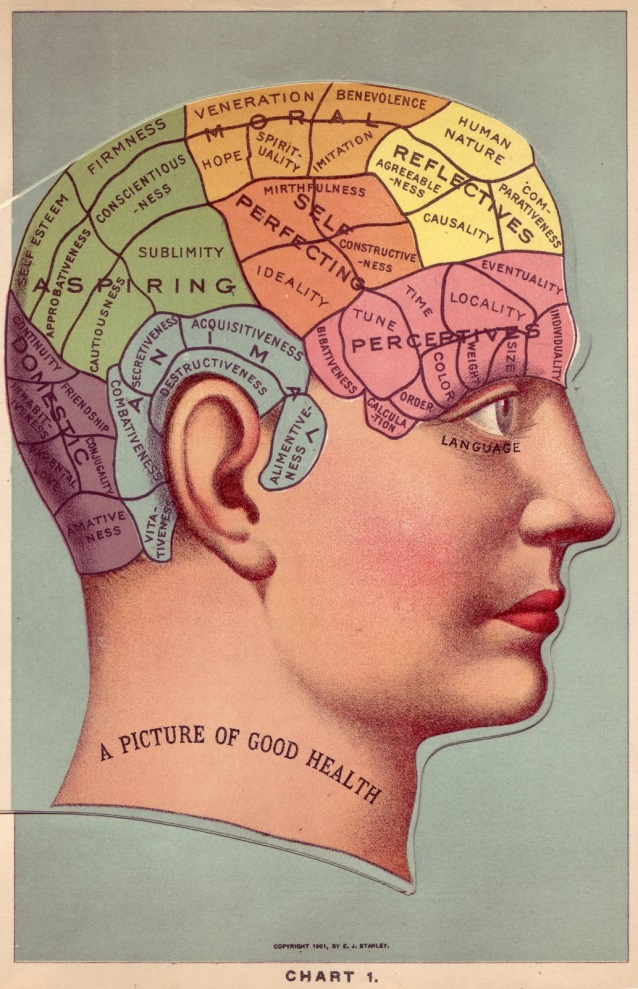 VENERATION
BENEVOLENCE
MORAL
FIRMNESS
HOPE
SPIRIT-
UALITY
IMITATION
HUMAN
NATURE
REFLECTIVES
AGREEABLE
-NESS
COM-
PARATIVENESS
CAUSALITY
CONSCIENTIOUS
-NESS
MIRTHFULNESS
SELF
PERFECTING
CONSTRUCTIVE
-NESS
IDEALITY
SELF ESTEEM
APPROBATIVENESS
SUBLIMITY
ASPIRING
CAUTIOUSNESS
EVENTUALITY
TIME
LOCALITY
INDIVIDUALITY
TUNE
PERCEPTIVES
BIBATIVENESS
COLOR
WEIGHT
SIZE
ORDER
CALCULA
-TION
LANGUAGE
SECRETIVENESS
ACQUISITIVENESS
ANIMAL
DESTRUCTIVENESS
COMBATIVENESS
ALIMENTIVE-
NESS
VITA-
TIVENESS
CONTINUITY
DOMESTIC
FRIENDSHIP
CONJUGALITY
PARENTAL
LOVE
AMATIVE
NESS
A PICTURE OF GOOD HEALTH
COPYRIGHT 1901, BY E. J. STANLEY.
CHART 1.